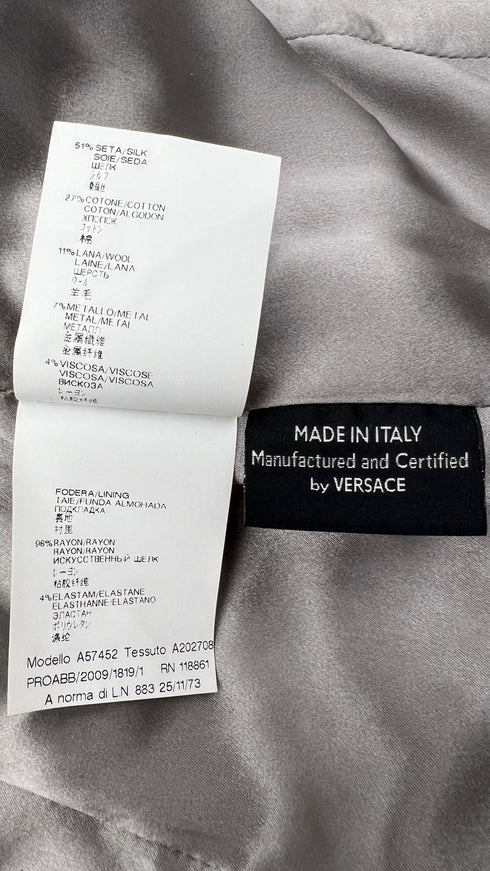 51% SETA/SILK
SOIE/SEDA
ШЕЛК
シルク
27% COTONE/COTTON
COTON/ALGODON
ХЛОПОК
コットン
棉
11% LANA/WOOL
LAINE/LANA
ШЕРСТЬ
ウール
羊毛
7% METALLO/METAL
METAL/METAL
МЕТАЛЛ
金属繊維
金属纤维
4% VISCOSA/VISCOSE
VISCOSA/VISCOSA
ВИСКОЗА
レーヨン
粘胶纤维
FODERA/LINING
TAIE/FUNDA ALMOHADA
ПОДКЛАДКА
裏地
衬里
96% RAYON/RAYON
RAYON/RAYON
ИСКУССТВЕННЫЙ ШЕЛК
レーヨン
粘胶纤维
4% ELASTAM/ELASTANE
ELASTHANNE/ELASTANO
ЭЛАСТАН
ポリウレタン
Modello A57452 Tessuto A202708
PROABB/2009/1819/1 RN 118861
A norma di L.N 883 25/11/73
MADE IN ITALY
Manufactured and Certified
by VERSACE